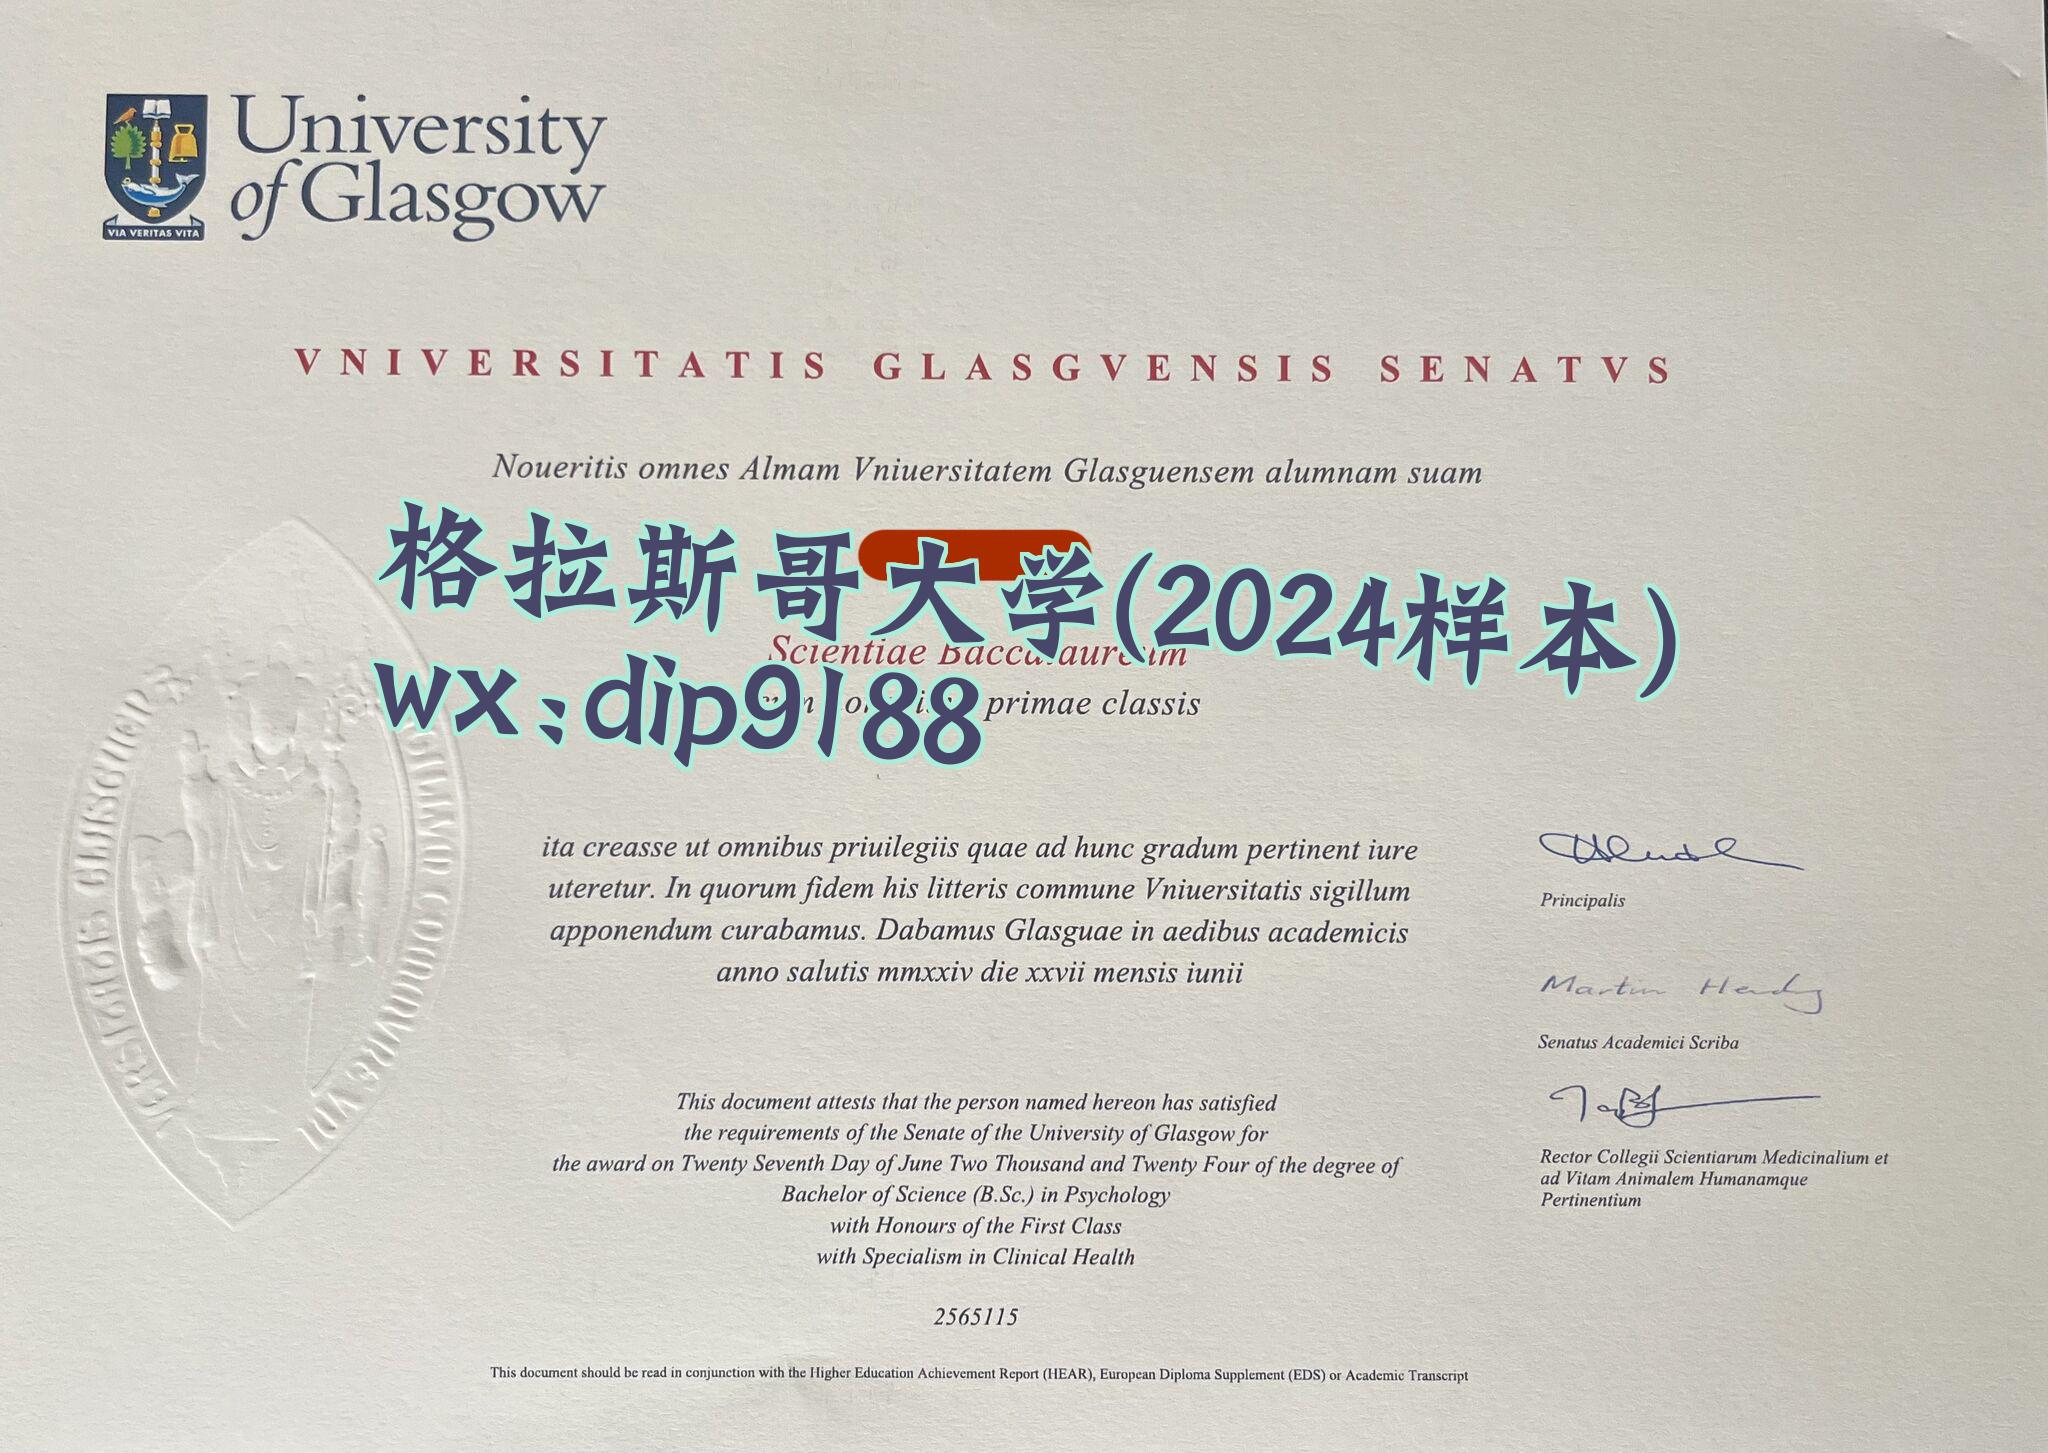 University
of Glasgow
VIA VERITAS VITA
VNIVERSITATIS GLASGVENSIS SENATVS
Noueritis omnes Almam Vniuersitatem Glasguensem alumnam suam
格拉斯哥大学(2024样本)
Scientiae Baccalaureum
wx:dip9188
primae classis
ita creasse ut omnibus priuilegiis quae ad hunc gradum pertinent iure
uteretur. In quorum fidem his litteris commune Vniuersitatis sigillum
apponendum curabamus. Dabamus Glasguae in aedibus academicis
anno salutis mmxxiv die xxvii mensis iunii
Principalis
Martin Hendry
Senatus Academici Scriba
Rector Collegii Scientiarum Medicinalium et
ad Vitam Animalem Humanamque
Pertinentium
This document attests that the person named hereon has satisfied
the requirements of the Senate of the University of Glasgow for
the award on Twenty Seventh Day of June Two Thousand and Twenty Four of the degree of
Bachelor of Science (B.Sc.) in Psychology
with Honours of the First Class
with Specialism in Clinical Health
2565115
This document should be read in conjunction with the Higher Education Achievement Report (HEAR), European Diploma Supplement (EDS) or Academic Transcript